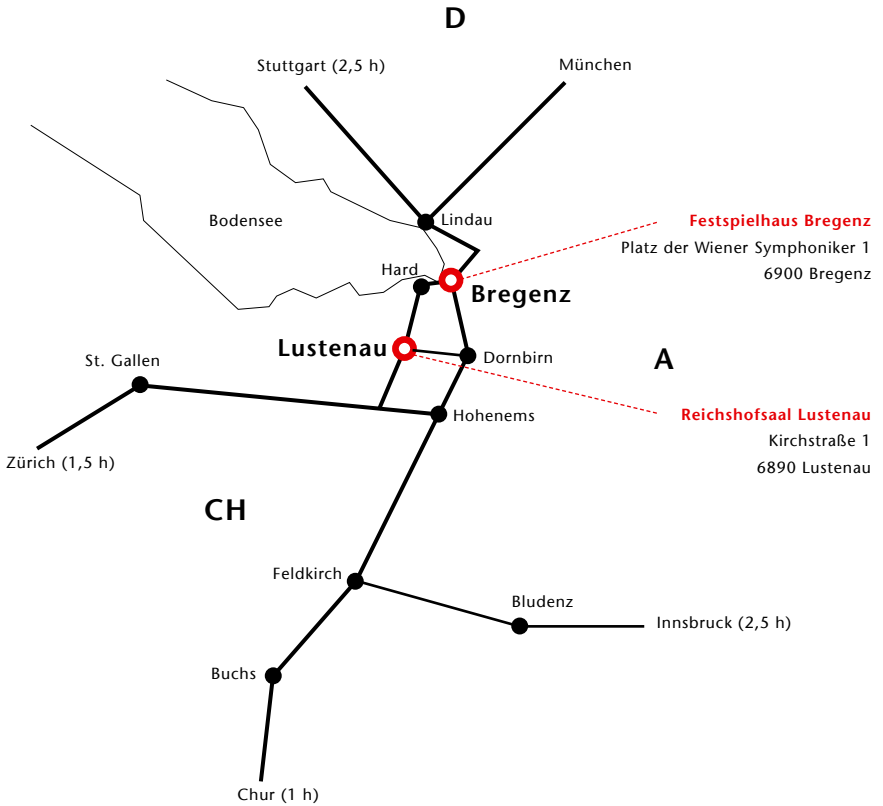 D
Stuttgart (2,5 h)
München
Bodensee
Lindau
Festspielhaus Bregenz
Platz der Wiener Symphoniker 1
6900 Bregenz
Hard
Bregenz
Lustenau
Dornbirn
A
St. Gallen
Hohenems
Reichshofsaal Lustenau
Kirchstraße 1
6890 Lustenau
Zürich (1,5 h)
CH
Feldkirch
Bludenz
Innsbruck (2,5 h)
Buchs
Chur (1 h)